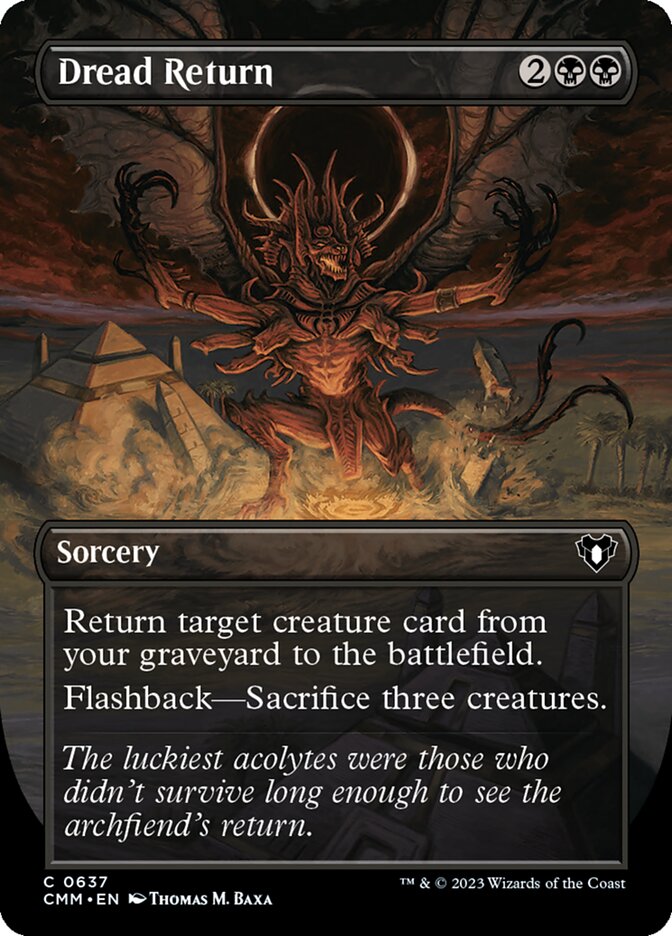 Dread Return 2
Sorcery
Return target creature card from
your graveyard to the battlefield.
Flashback—Sacrifice three creatures.
The luckiest acolytes were those who
didn't survive long enough to see the
archfiend's return.
C 0637 ™ & © 2023 Wizards of the Coast
CMM • EN Thomas M. Baxa